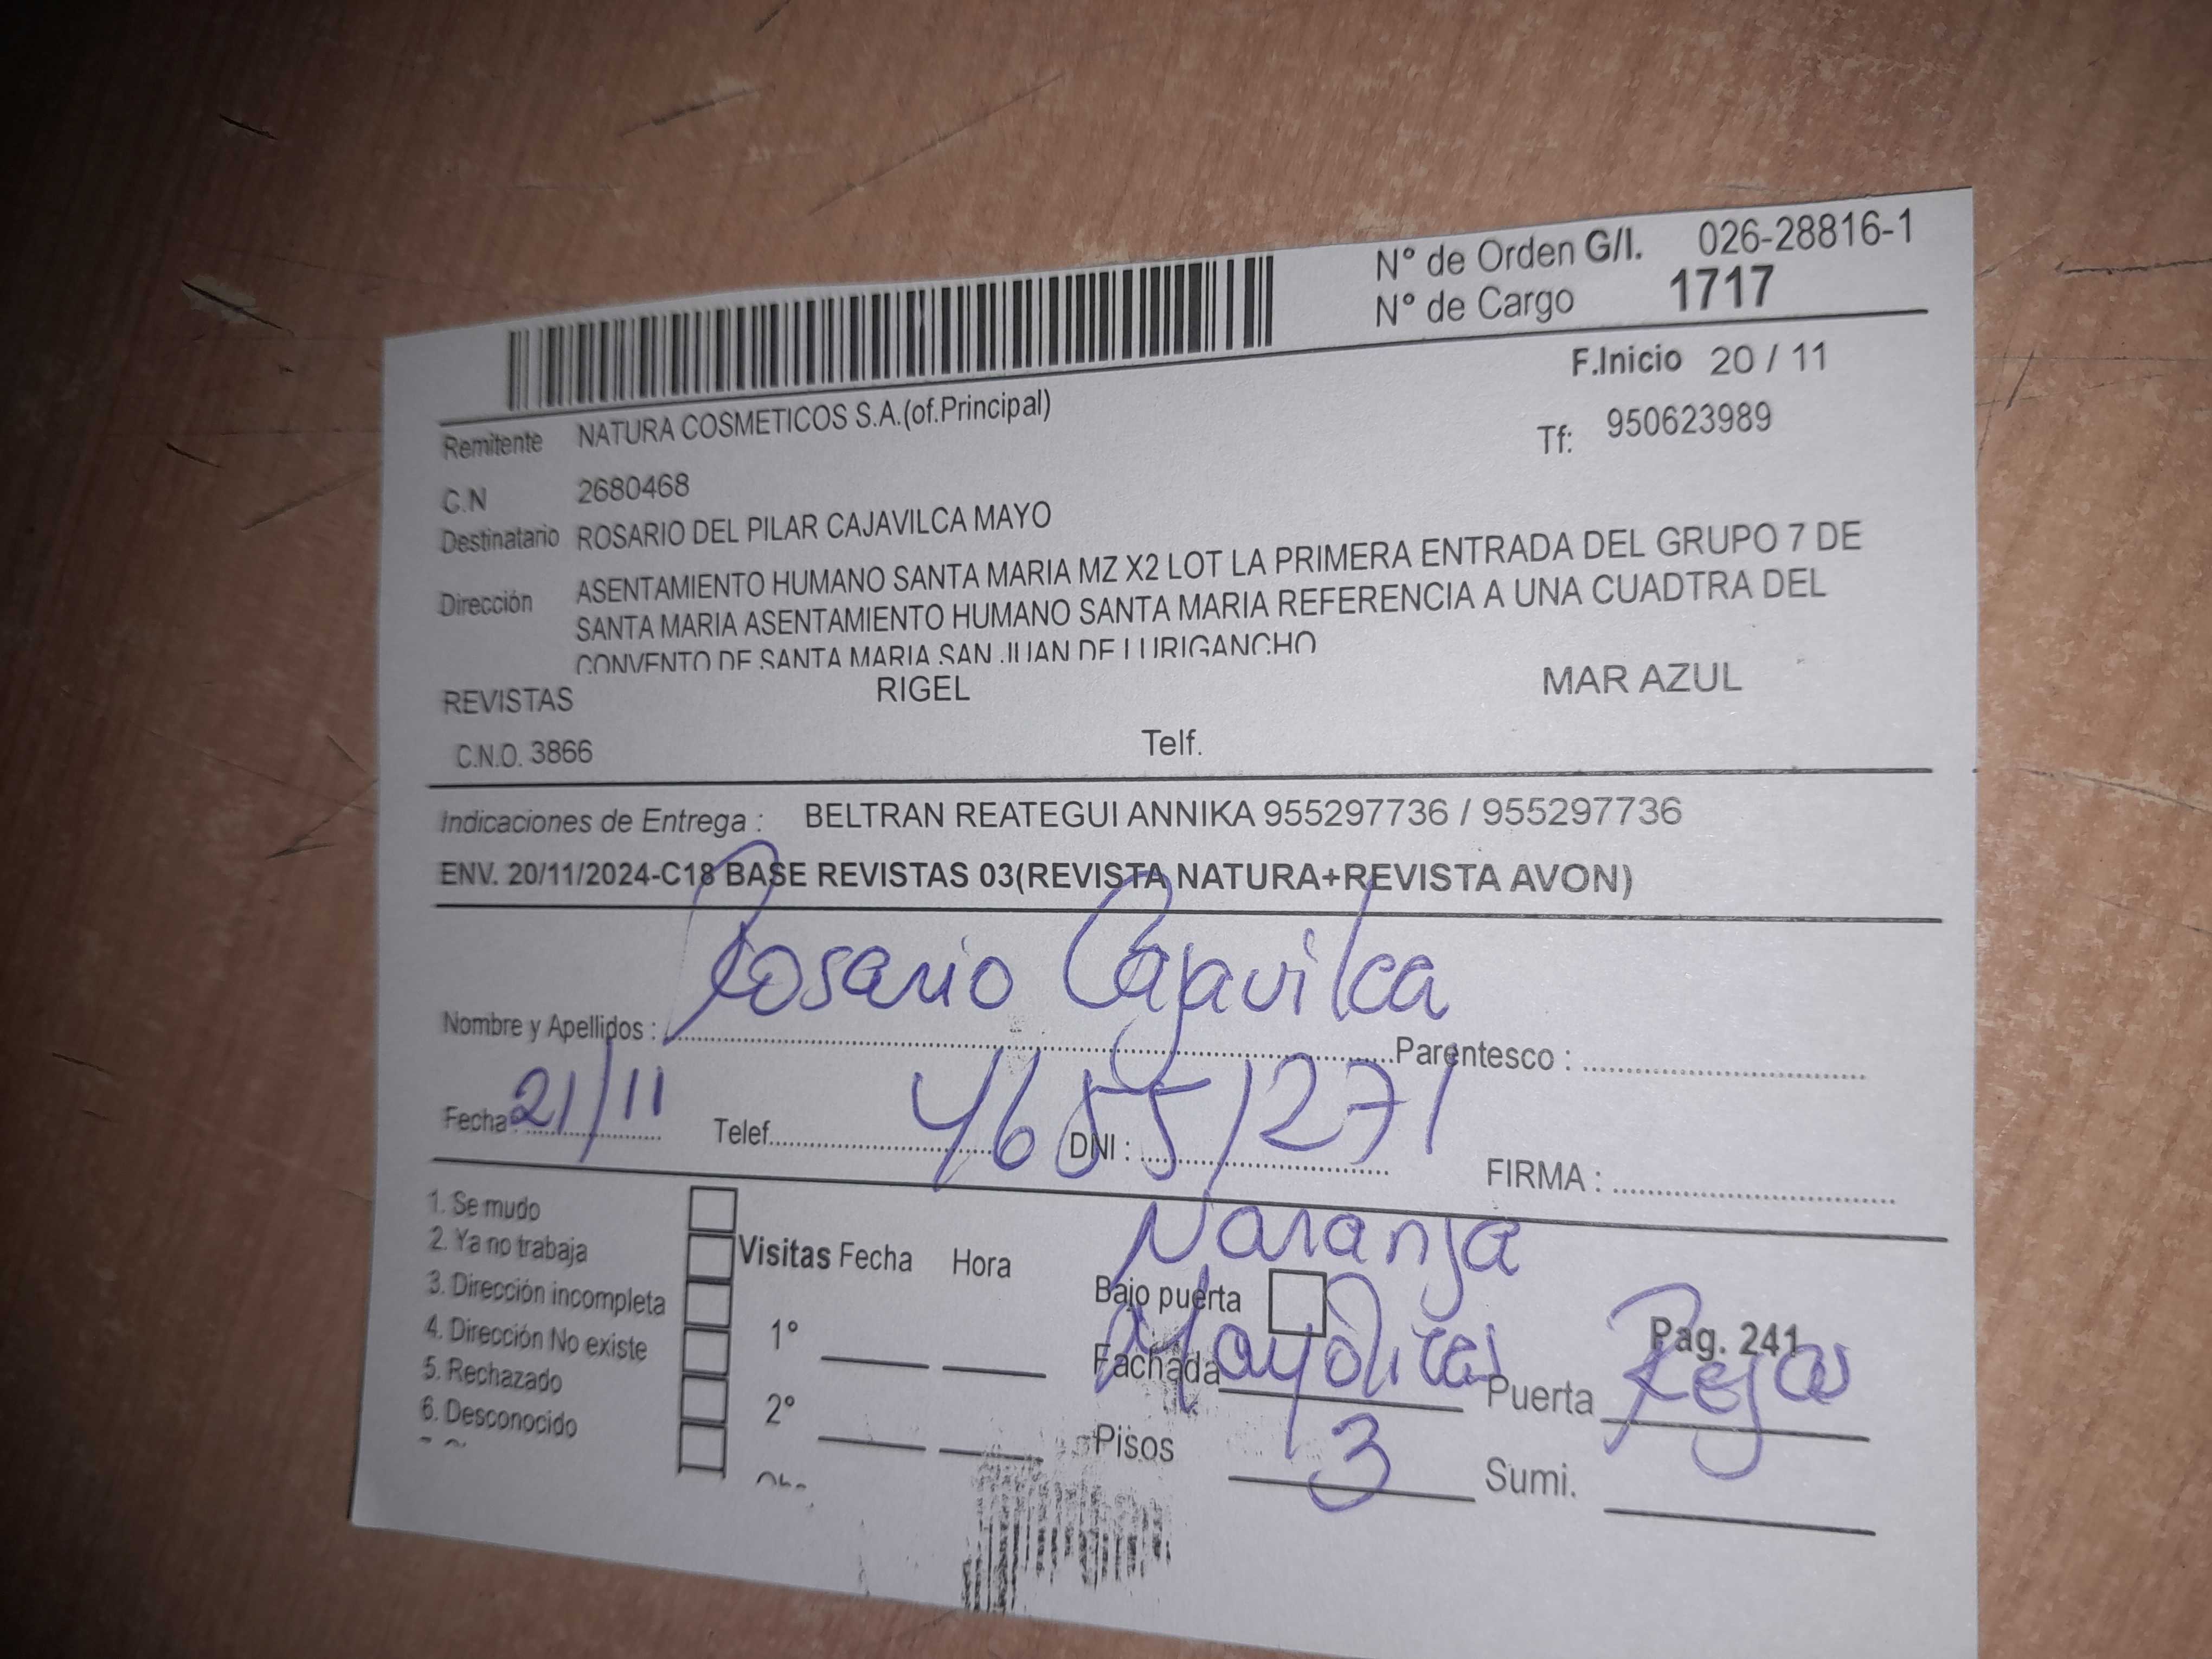 N° de Orden G/I. 026-28816-1
N° de Cargo 1717
F.Inicio 20 / 11
Remitente NATURA COSMETICOS S.A.(of.Principal)
Tf: 950623989
C.N 2680468
Destinatario ROSARIO DEL PILAR CAJAVILCA MAYO
Dirección ASENTAMIENTO HUMANO SANTA MARIA MZ X2 LOT LA PRIMERA ENTRADA DEL GRUPO 7 DE
SANTA MARIA ASENTAMIENTO HUMANO SANTA MARIA REFERENCIA A UNA CUADTRA DEL
CONVENTO DE SANTA MARIA SAN JUAN DE LURIGANCHO
REVISTAS RIGEL MAR AZUL
C.N.O. 3866 Telf.
Indicaciones de Entrega : BELTRAN REATEGUI ANNIKA 955297736 / 955297736
ENV. 20/11/2024-C18 BASE REVISTAS 03(REVISTA NATURA+REVISTA AVON)
Nombre y Apellidos : Rosario Cajavilca Parentesco :
Fecha : 21/11 Telef. DNI : 46551271 FIRMA :
1. Se mudo
2. Ya no trabaja
3. Dirección incompleta
4. Dirección No existe
5. Rechazado
6. Desconocido
Visitas Fecha Hora
1°
2°
Naranja
Bajo puerta
Pag. 241
Fachada Mayolicas Puerta Rejas
Pisos 3 Sumi.